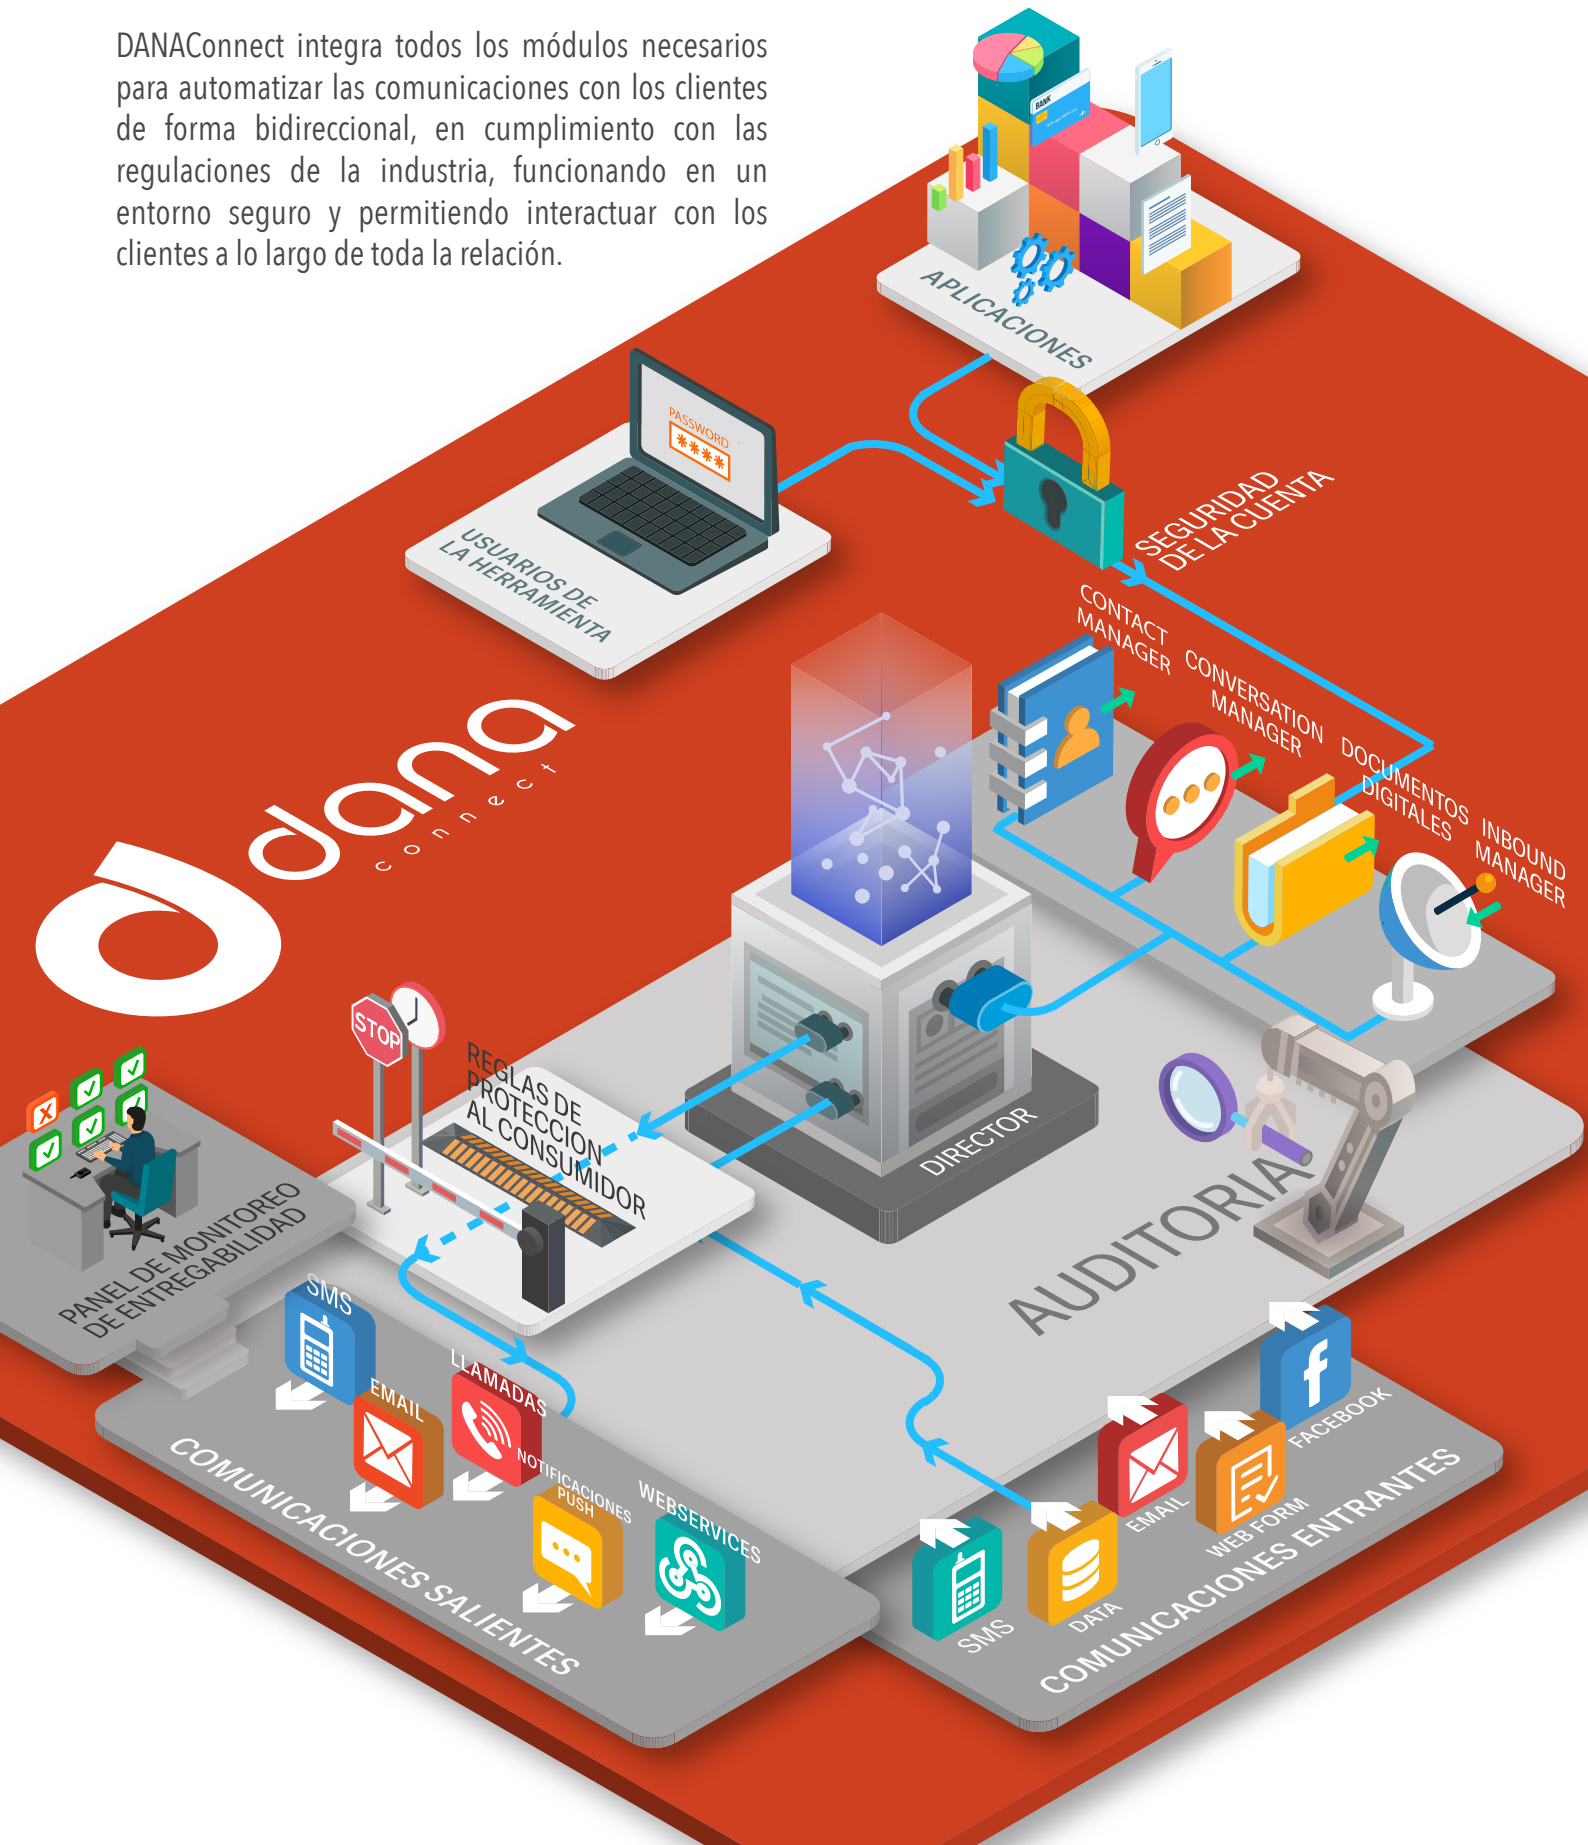 DANAConnect integra todos los módulos necesarios
para automatizar las comunicaciones con los clientes
de forma bidireccional, en cumplimiento con las
regulaciones de la industria, funcionando en un
entorno seguro y permitiendo interactuar con los
clientes a lo largo de toda la relación.
BANK
APLICACIONES
PASSWORD
****
USUARIOS DE
LA HERRAMIENTA
SEGURIDAD
DE LA CUENTA
CONTACT
MANAGER
CONVERSATION
MANAGER
DOCUMENTOS
DIGITALES
INBOUND
MANAGER
dana
connect
STOP
REGLAS DE
PROTECCION
AL CONSUMIDOR
DIRECTOR
AUDITORIA
PANEL DE MONITOREO
DE ENTREGABILIDAD
SMS
EMAIL
LLAMADAS
NOTIFICACIONES
PUSH
WEBSERVICES
COMUNICACIONES SALIENTES
FACEBOOK
EMAIL
WEB FORM
DATA
SMS
COMUNICACIONES ENTRANTES